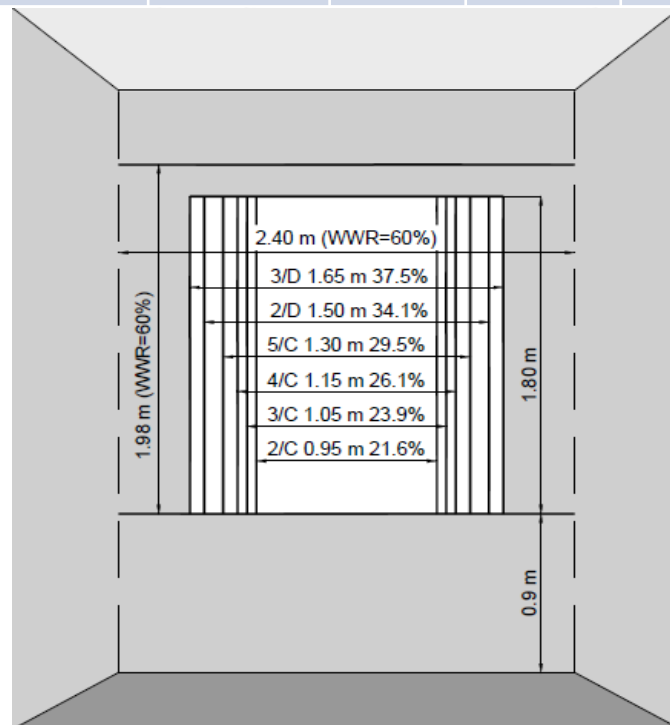 2.40 m (WWR=60%)
3/D 1.65 m 37.5%
2/D 1.50 m 34.1%
5/C 1.30 m 29.5%
4/C 1.15 m 26.1%
3/C 1.05 m 23.9%
2/C 0.95 m 21.6%
1.98 m (WWR=60%)
1.80 m
0.9 m